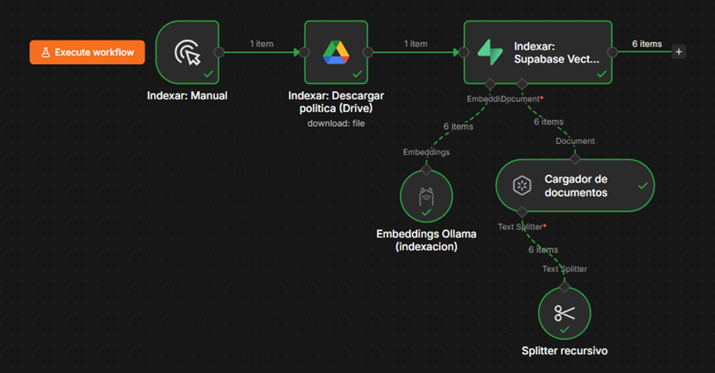 Execute workflow
1 item
1 item
6 items
Indexar: Manual
Indexar: Descargar
politica (Drive)
download: file
Indexar:
Supabase Vect...
Document*
6 items
6 items
Embeddings
Document
Embeddings Ollama
(indexacion)
Cargador de
documentos
Text Splitter*
6 items
Text Splitter
Splitter recursivo